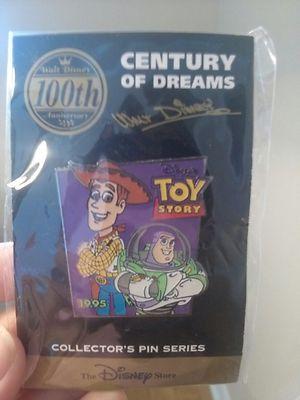 Walt Disney
100th
Anniversary
CENTURY
OF DREAMS
Walt Disney
Disney's
TOY
STORY
1995
COLLECTOR'S PIN SERIES
The Disney Store